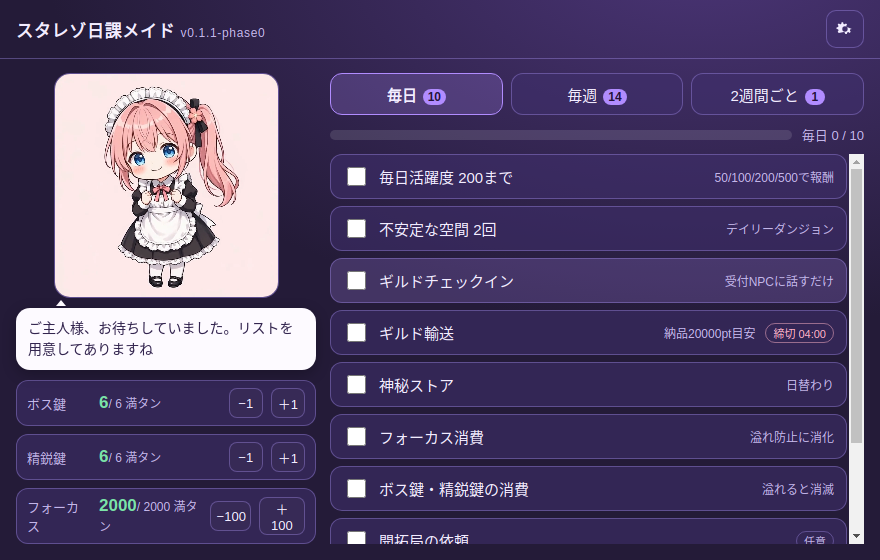 スタレゾ日課メイド v0.1.1-phase0
毎日 10
毎週 14
2週間ごと 1
毎日 0 / 10
ご主人様、お待ちしていました。リストを
用意してありますね
ボス鍵 6/ 6 満タン −1 ＋1
精鋭鍵 6/ 6 満タン −1 ＋1
フォーカ
ス
2000/ 2000 満タ
ン
−100
＋
100
毎日活躍度 200まで 50/100/200/500で報酬
不安定な空間 2回 デイリーダンジョン
ギルドチェックイン 受付NPCに話すだけ
ギルド輸送 納品20000pt目安 締切 04:00
神秘ストア 日替わり
フォーカス消費 溢れ防止に消化
ボス鍵・精鋭鍵の消費 溢れると消滅
開拓局の依頼 任意